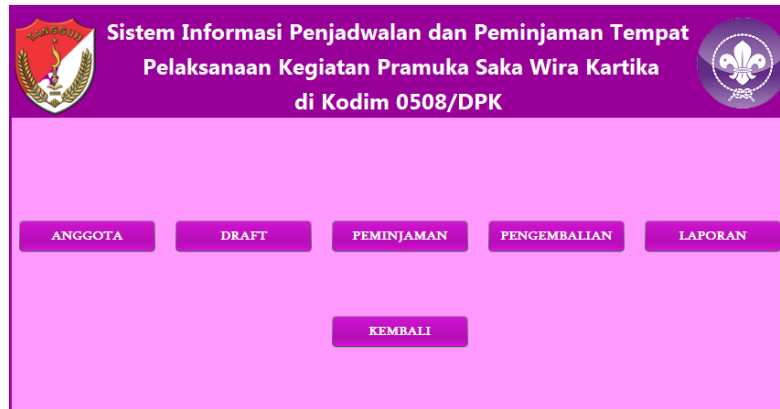 TANGGUH
Sistem Informasi Penjadwalan dan Peminjaman Tempat
Pelaksanaan Kegiatan Pramuka Saka Wira Kartika
di Kodim 0508/DPK
ANGGOTA
DRAFT
PEMINJAMAN
PENGEMBALIAN
LAPORAN
KEMBALI